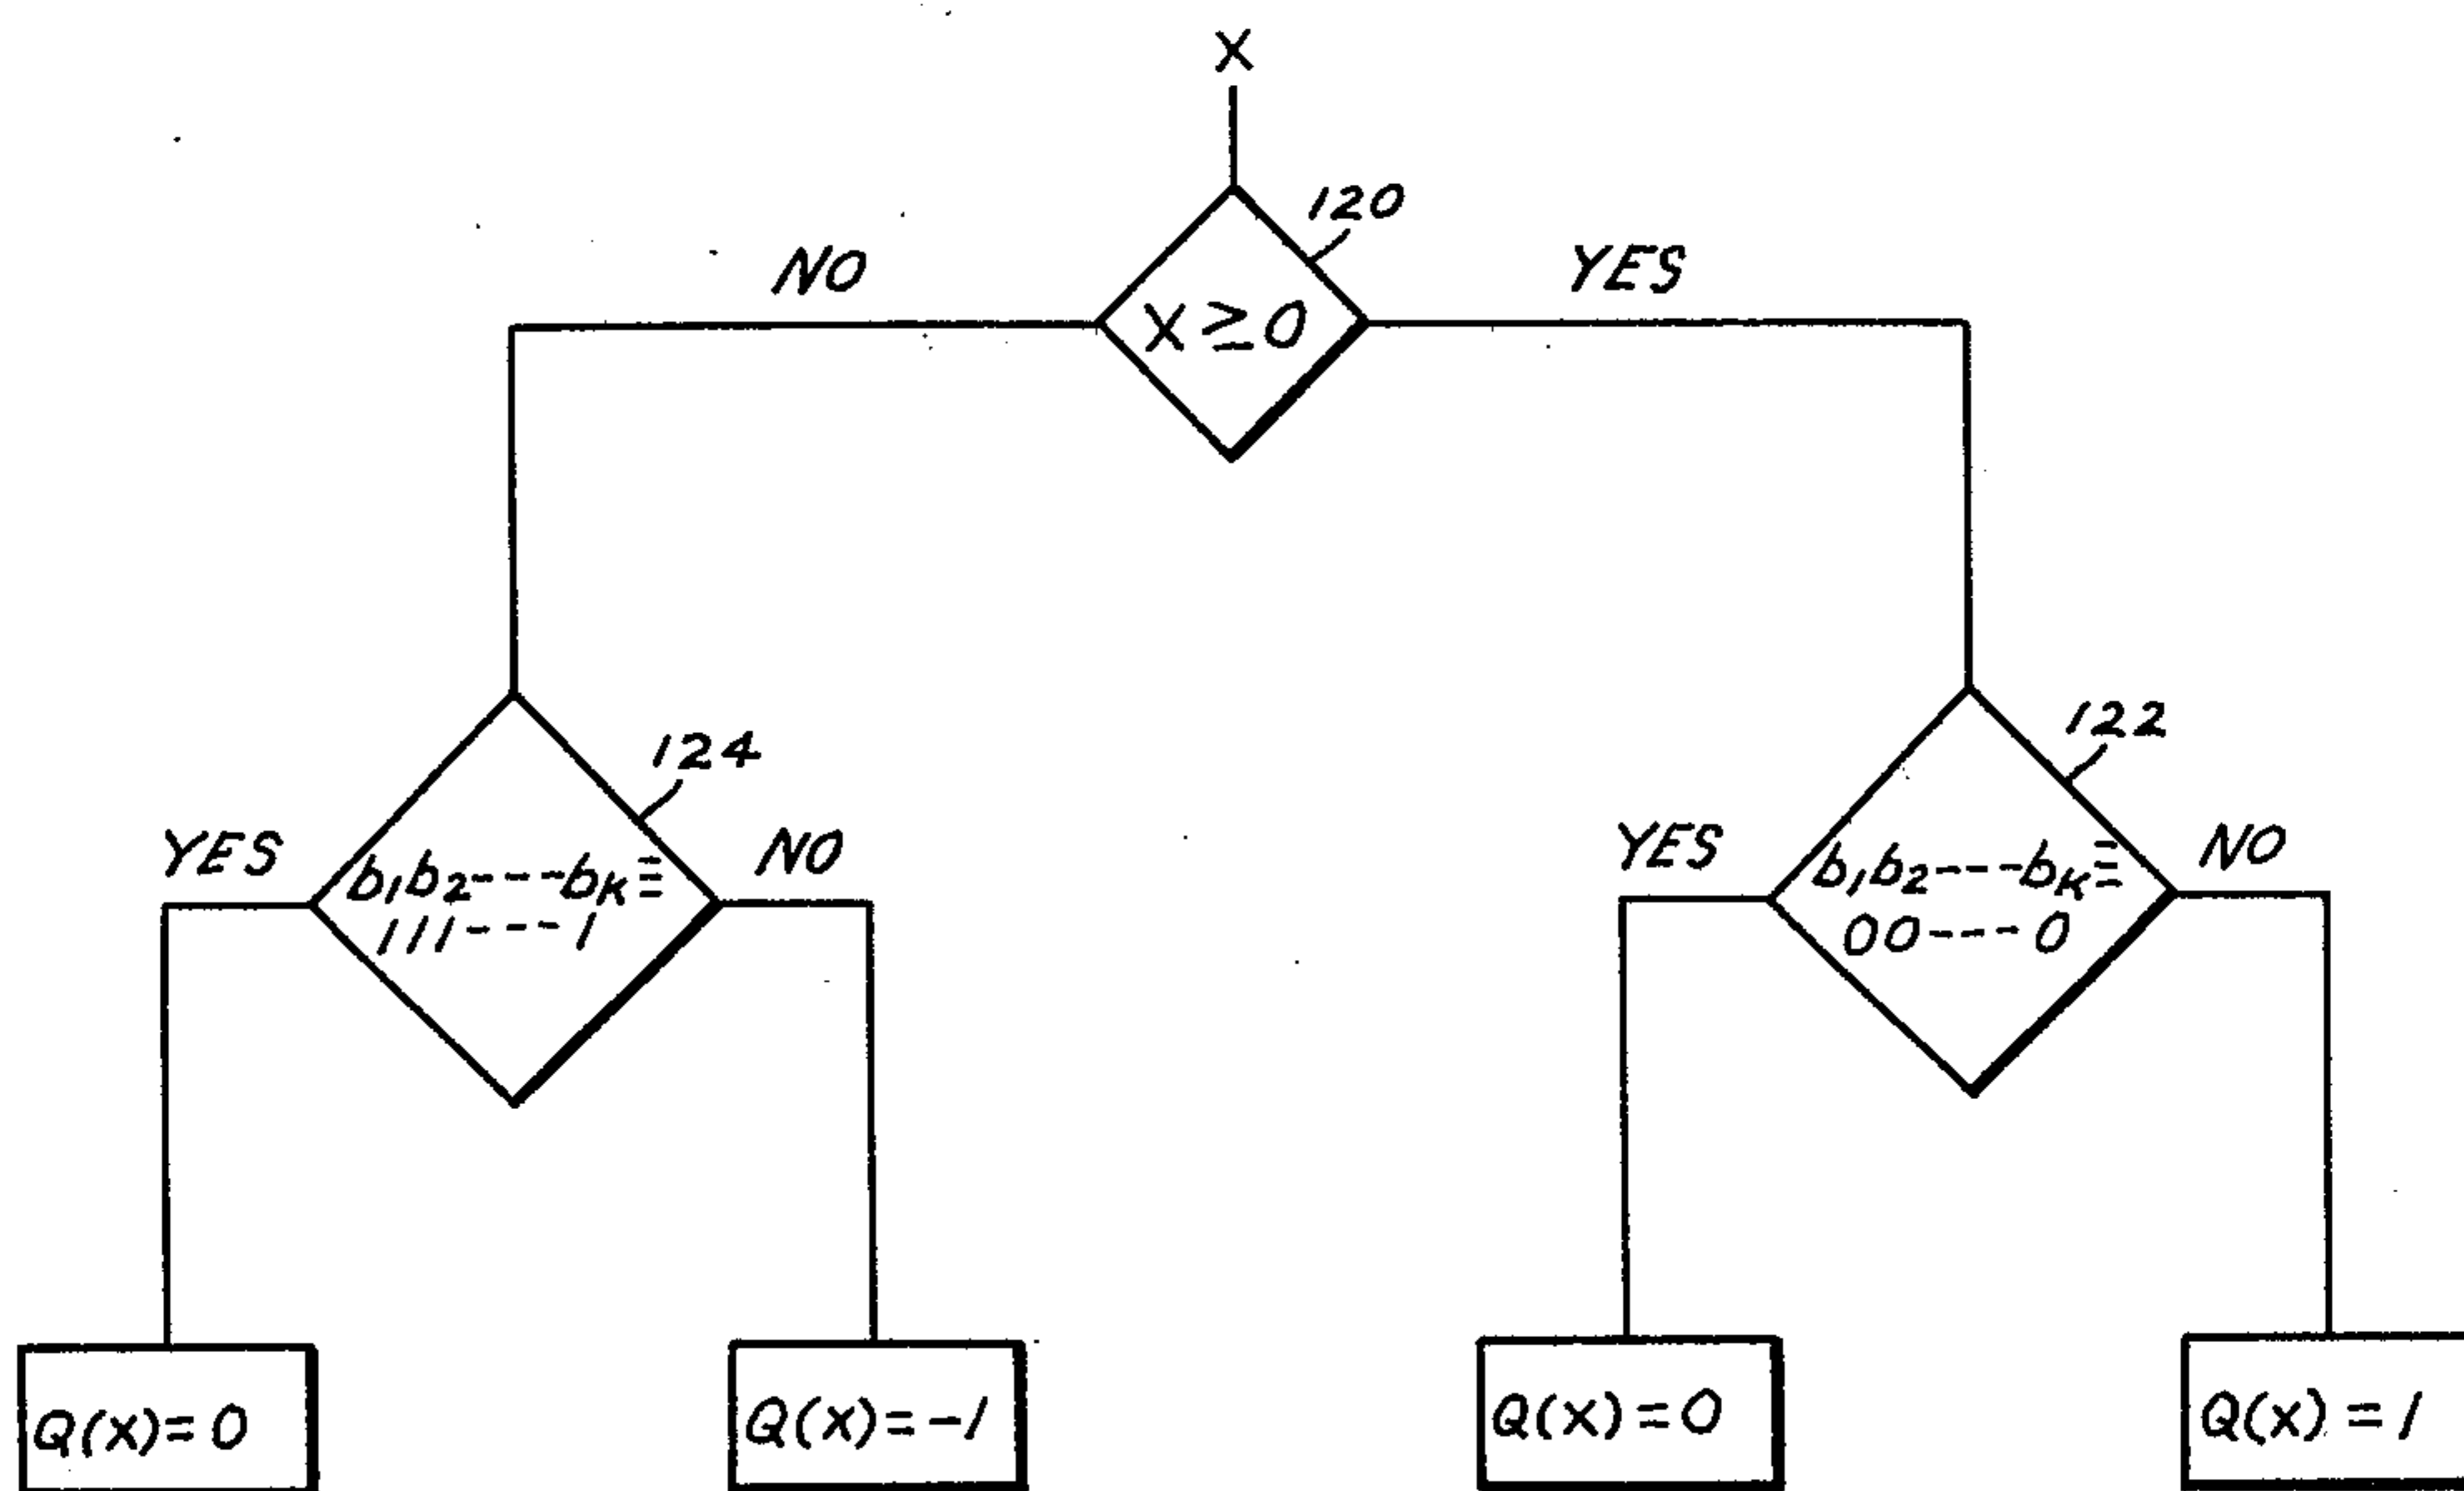 X
120
NO
YES
X ≥ 0
124
122
YES
b₁b₂---bₖ≡
111---1
NO
YES
b₁b₂---bₖ≡
00---0
NO
Q(x)=0
Q(x)=-1
Q(x)=0
Q(x)=1